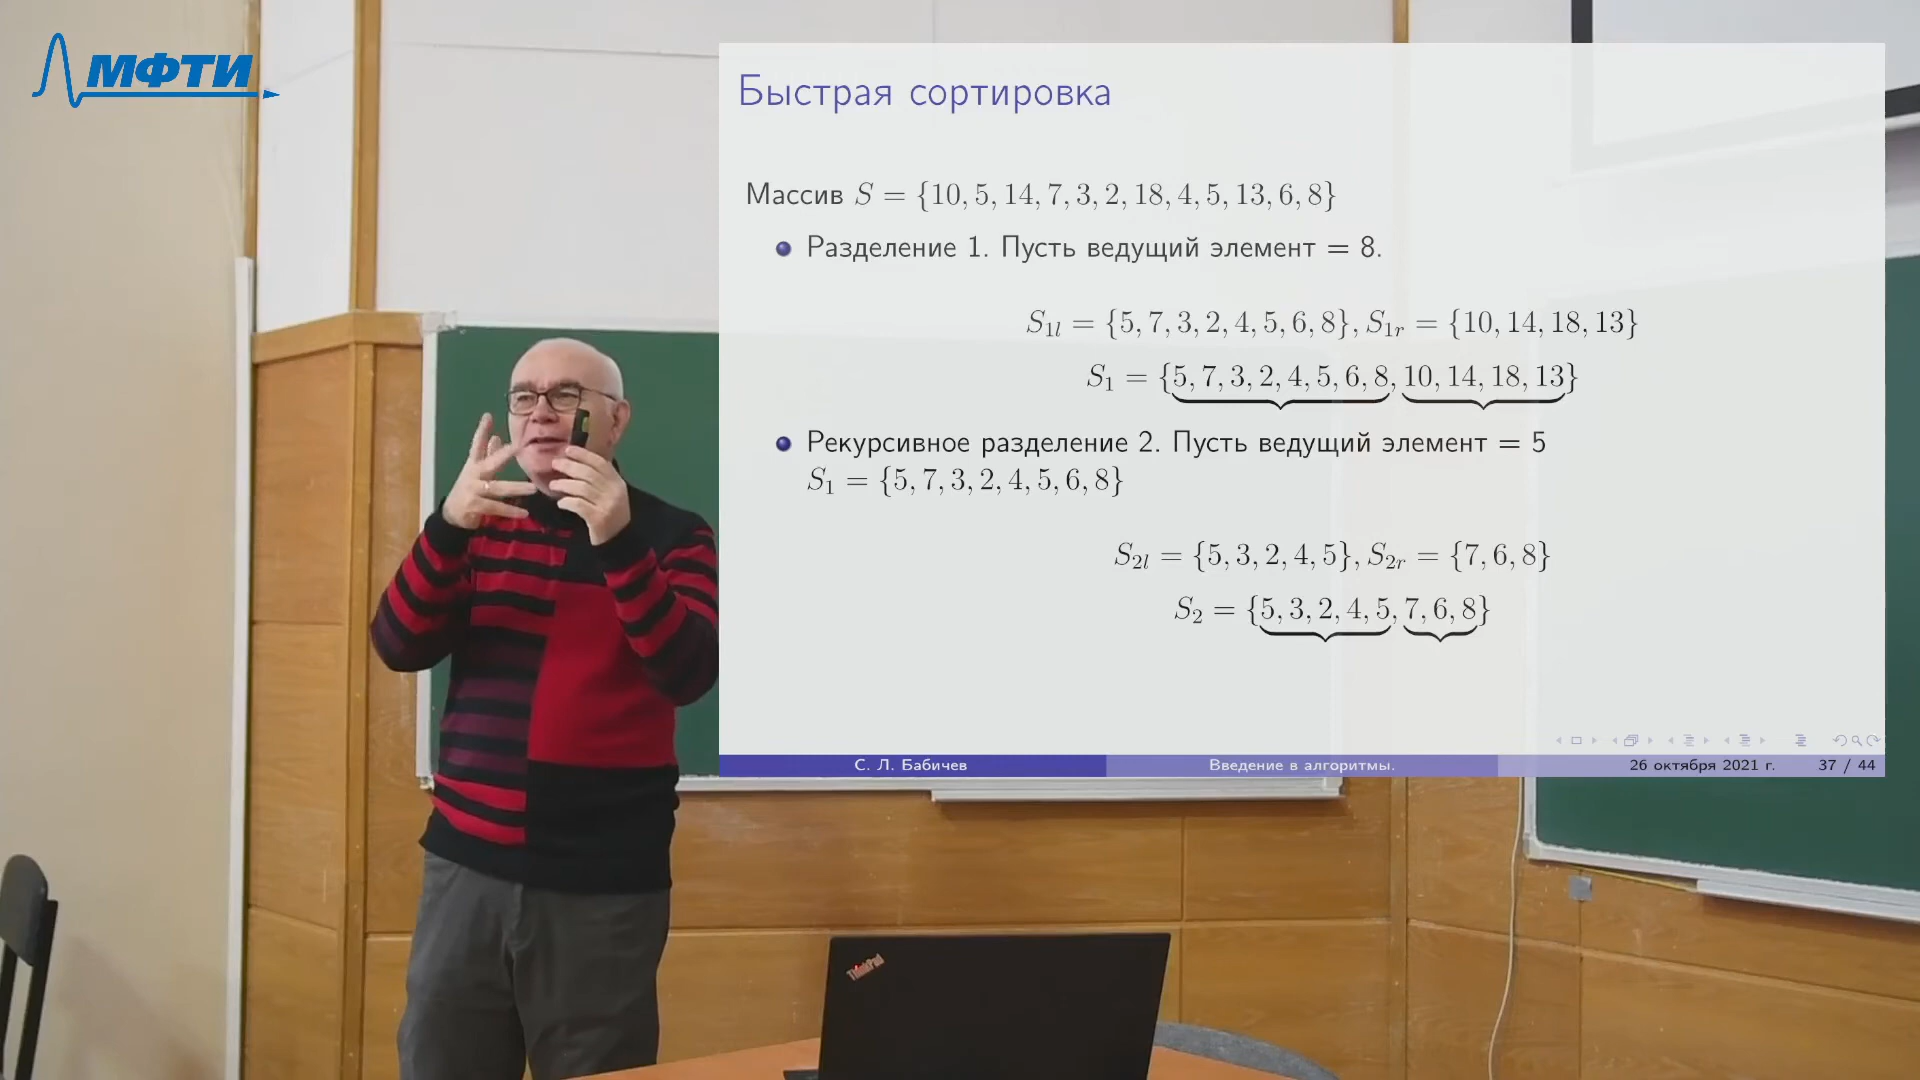 МФТИ
Быстрая сортировка
Массив S = {10, 5, 14, 7, 3, 2, 18, 4, 5, 13, 6, 8}
Разделение 1. Пусть ведущий элемент = 8.
S₁ₗ = {5, 7, 3, 2, 4, 5, 6, 8}, S₁ᵣ = {10, 14, 18, 13}
S₁ = {5, 7, 3, 2, 4, 5, 6, 8, 10, 14, 18, 13}
Рекурсивное разделение 2. Пусть ведущий элемент = 5
S₁ = {5, 7, 3, 2, 4, 5, 6, 8}
S₂ₗ = {5, 3, 2, 4, 5}, S₂ᵣ = {7, 6, 8}
S₂ = {5, 3, 2, 4, 5, 7, 6, 8}
С. Л. Бабичев Введение в алгоритмы. 26 октября 2021 г. 37 / 44
ThinkPad